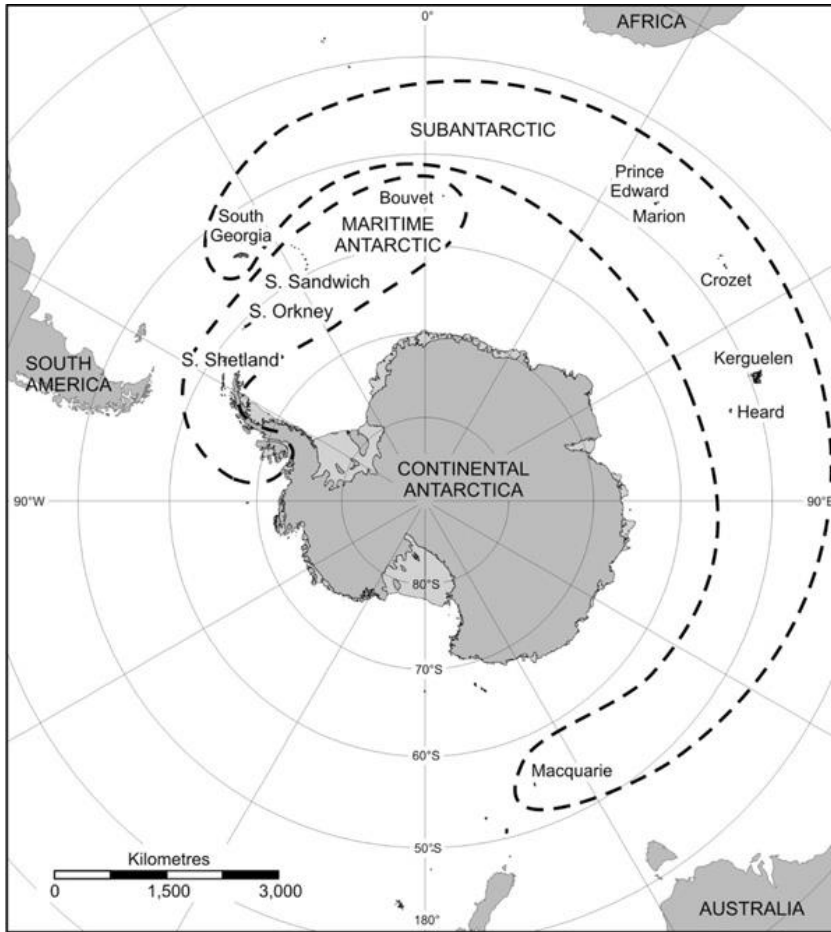 0°
AFRICA
SUBANTARCTIC
Prince
Edward
Marion
Bouvet
South
Georgia
MARITIME
ANTARCTIC
Crozet
S. Sandwich
S. Orkney
SOUTH
AMERICA
S. Shetland
Kerguelen
Heard
CONTINENTAL
ANTARCTICA
90°W
90°E
80°S
70°S
60°S
Macquarie
50°S
Kilometres
0
1,500
3,000
180°
AUSTRALIA